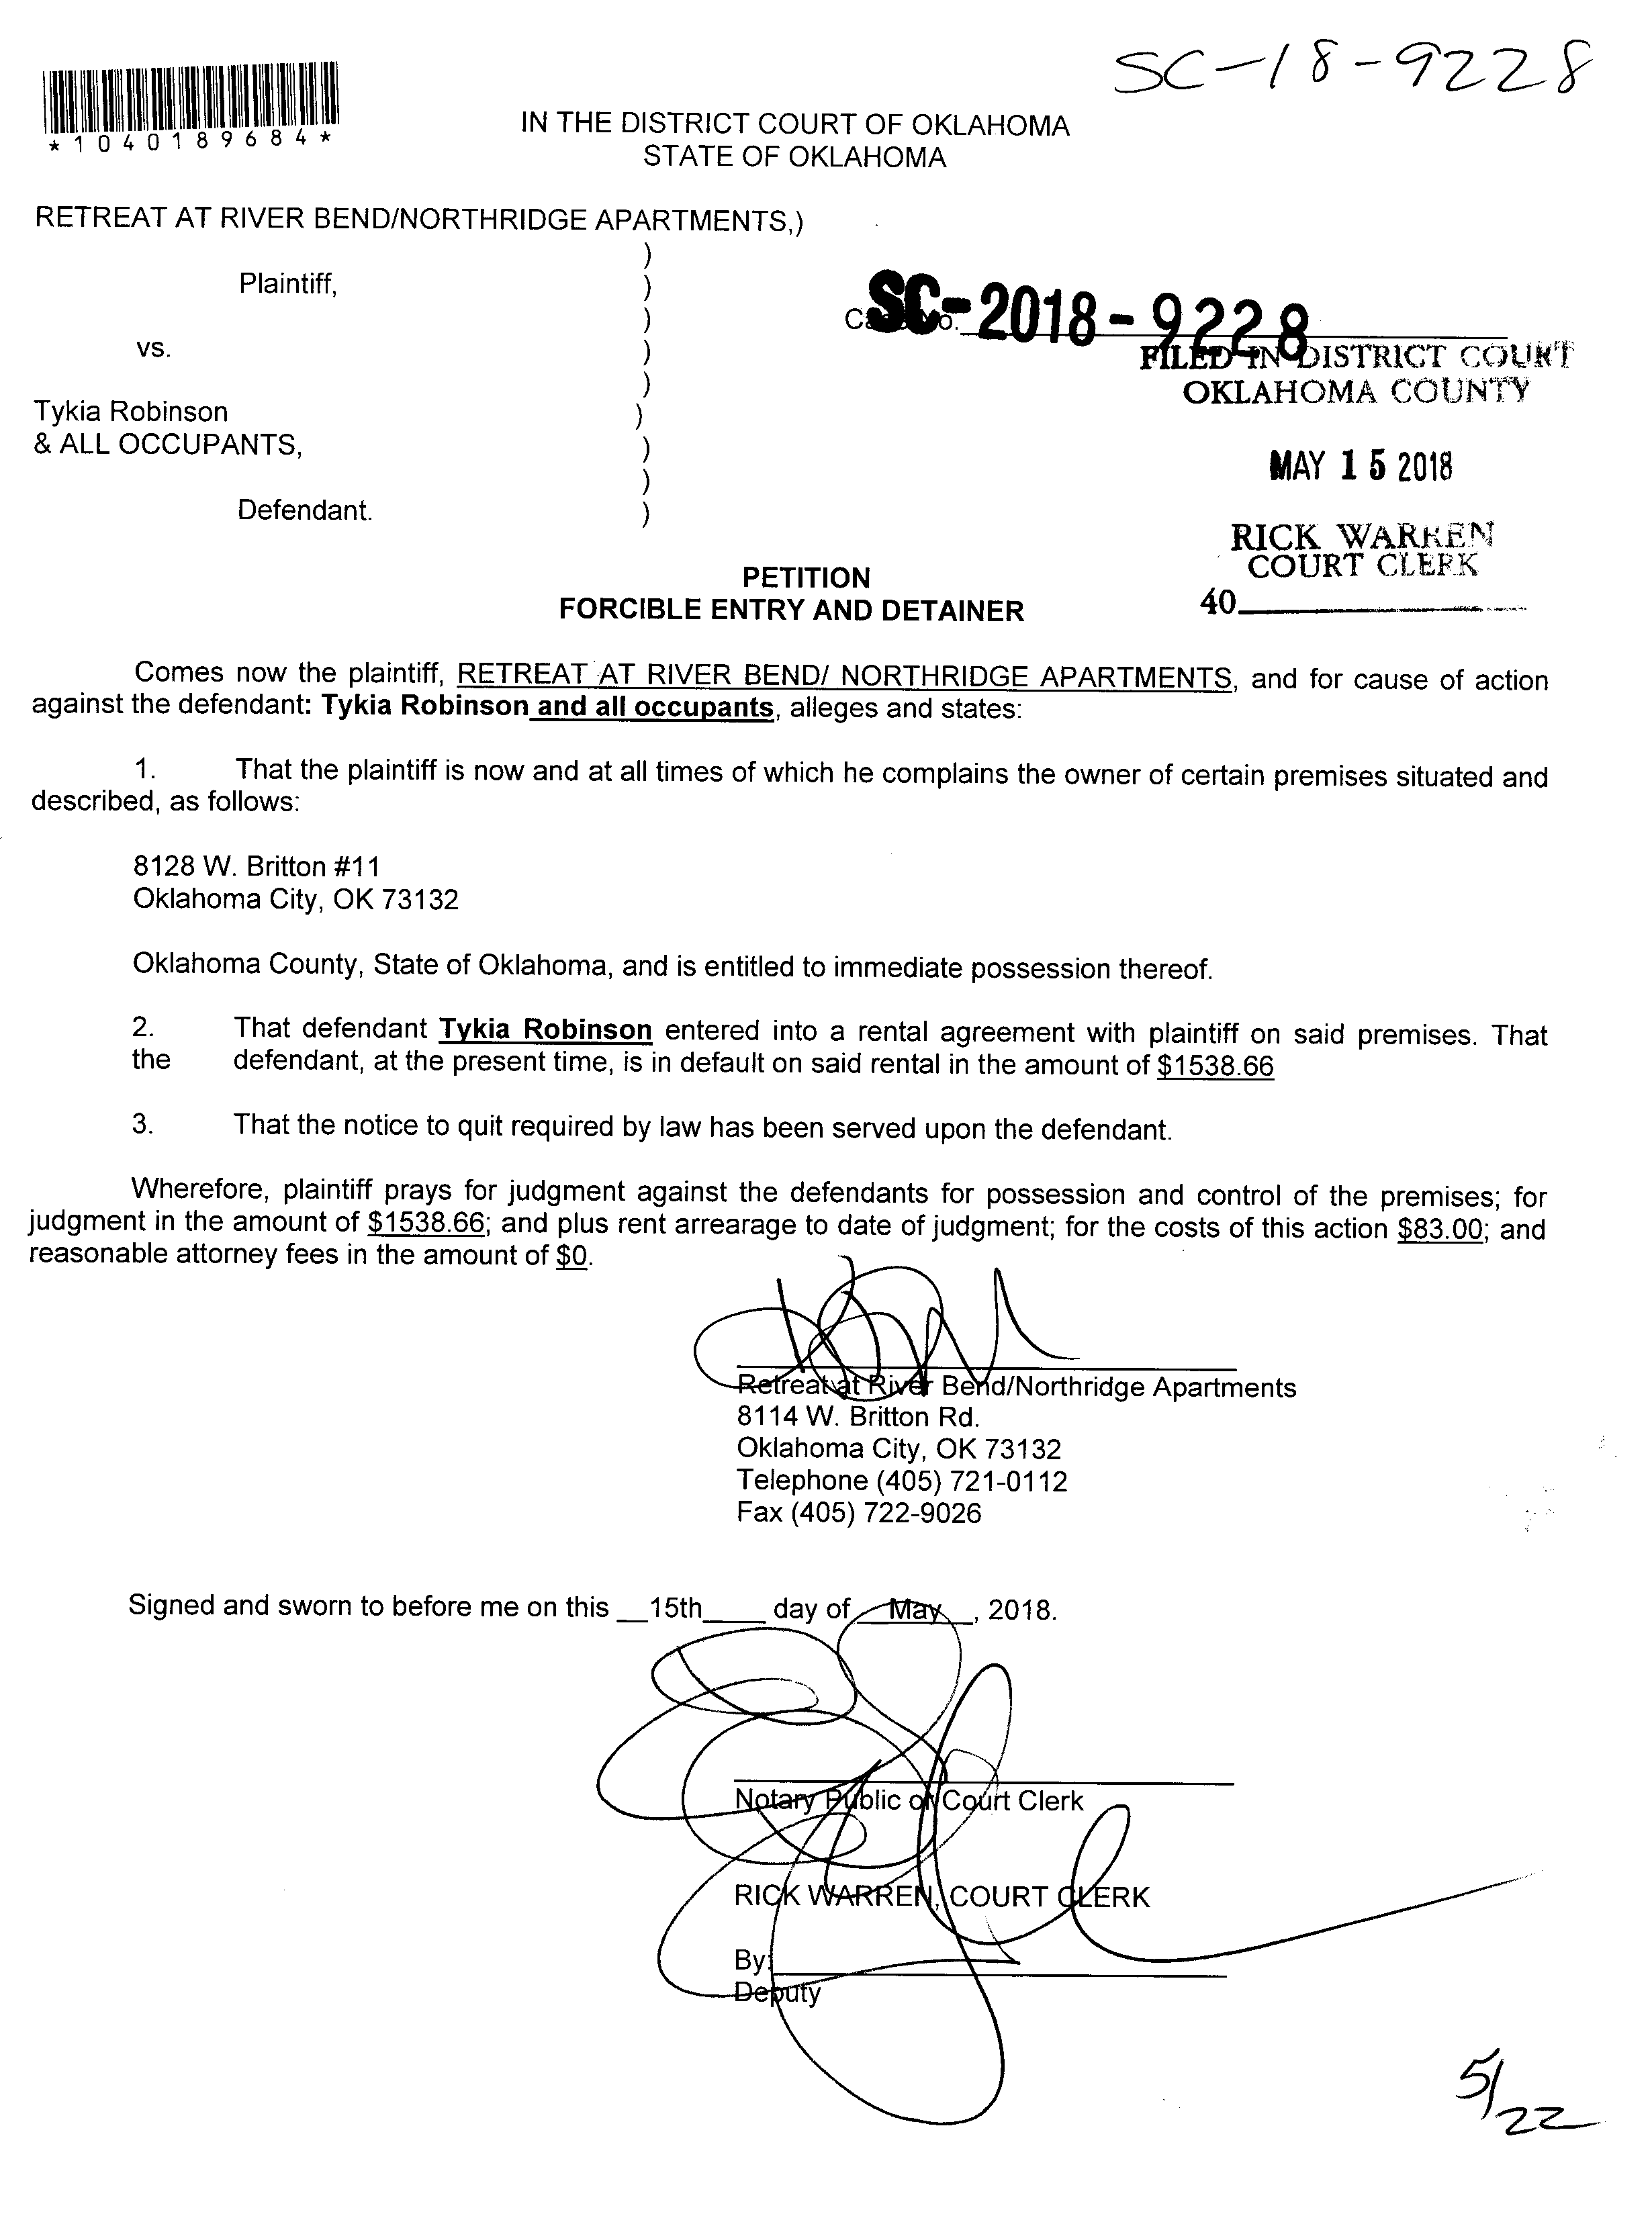 SC-18-9228
*1040189684*
IN THE DISTRICT COURT OF OKLAHOMA
STATE OF OKLAHOMA
RETREAT AT RIVER BEND/NORTHRIDGE APARTMENTS,)
)
Plaintiff, )
)
vs. )
)
Tykia Robinson )
& ALL OCCUPANTS, )
)
Defendant. )
Case No. SC-2018-9228
FILED IN DISTRICT COURT
OKLAHOMA COUNTY
MAY 15 2018
RICK WARREN
COURT CLERK
40
PETITION
FORCIBLE ENTRY AND DETAINER
Comes now the plaintiff, RETREAT AT RIVER BEND/ NORTHRIDGE APARTMENTS, and for cause of action
against the defendant: Tykia Robinson and all occupants, alleges and states:
1. That the plaintiff is now and at all times of which he complains the owner of certain premises situated and
described, as follows:
8128 W. Britton #11
Oklahoma City, OK 73132
Oklahoma County, State of Oklahoma, and is entitled to immediate possession thereof.
2. That defendant Tykia Robinson entered into a rental agreement with plaintiff on said premises. That
the defendant, at the present time, is in default on said rental in the amount of $1538.66
3. That the notice to quit required by law has been served upon the defendant.
Wherefore, plaintiff prays for judgment against the defendants for possession and control of the premises; for
judgment in the amount of $1538.66; and plus rent arrearage to date of judgment; for the costs of this action $83.00; and
reasonable attorney fees in the amount of $0.
Retreat at River Bend/Northridge Apartments
8114 W. Britton Rd.
Oklahoma City, OK 73132
Telephone (405) 721-0112
Fax (405) 722-9026
Signed and sworn to before me on this __15th____ day of __May__, 2018.
Notary Public or Court Clerk
RICK WARREN, COURT CLERK
By:
Deputy
5/22